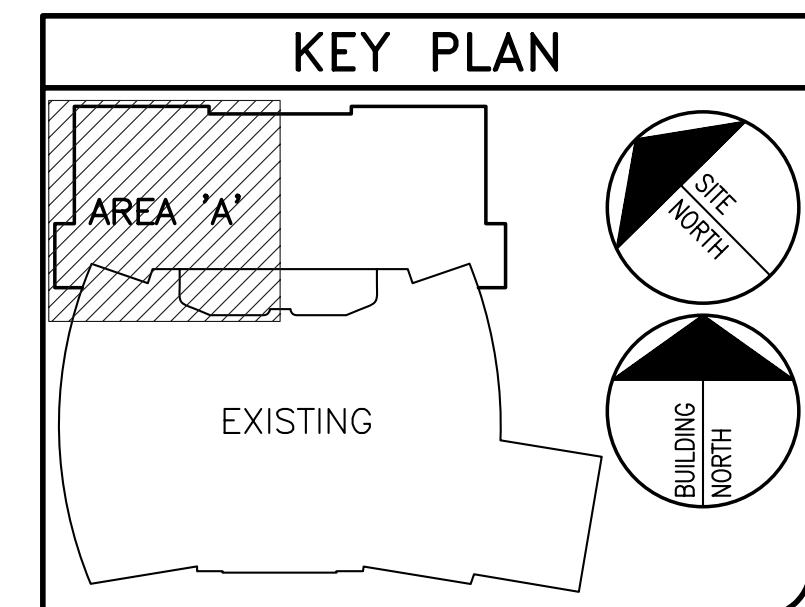 KEY PLAN
AREA 'A'
SITE
NORTH
EXISTING
BUILDING
NORTH